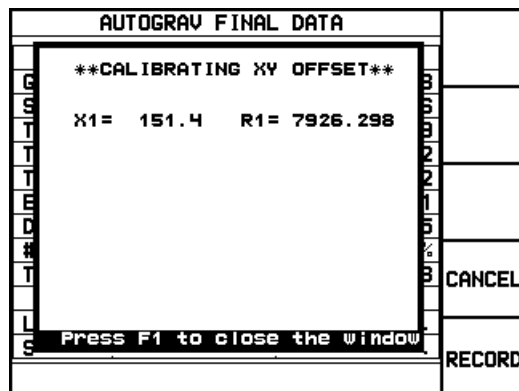 AUTOGRAV FINAL DATA
**CALIBRATING XY OFFSET**
X1= 151.4 R1= 7926.298
Press F1 to close the window
CANCEL
RECORD